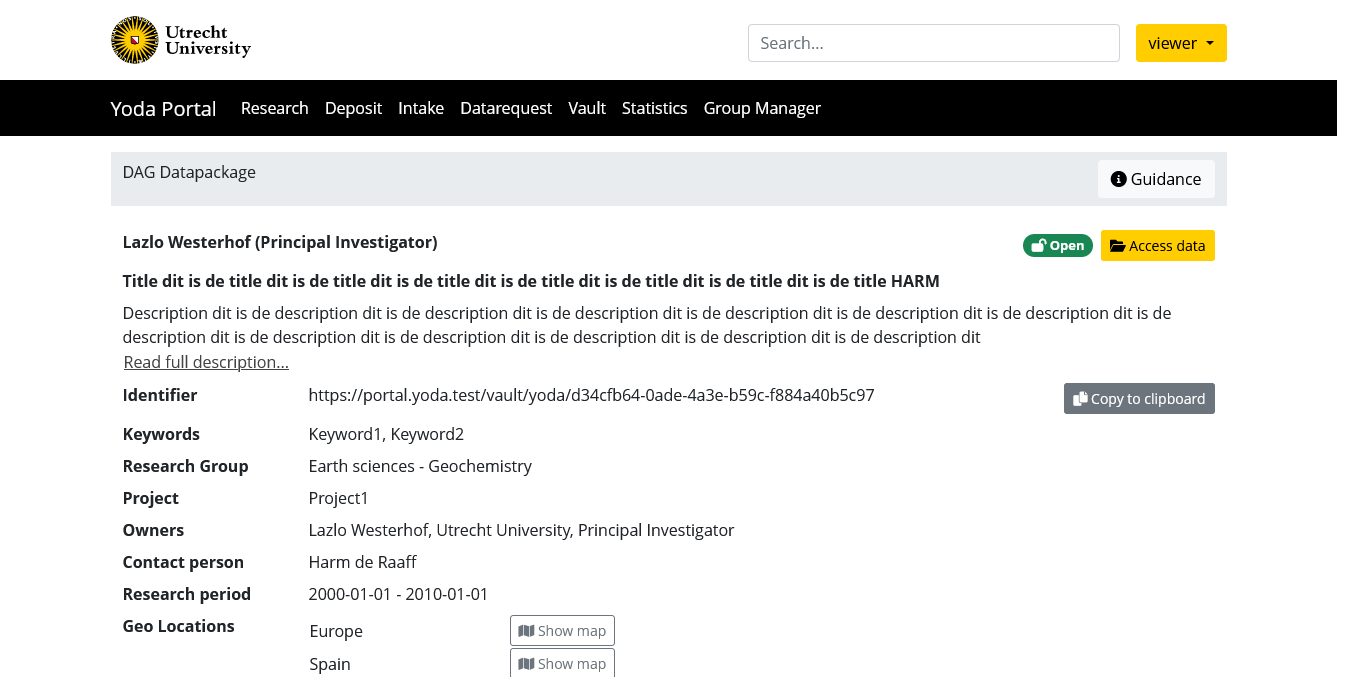 Utrecht
University
Search...
viewer
Yoda Portal Research Deposit Intake Datarequest Vault Statistics Group Manager
DAG Datapackage
Guidance
Lazlo Westerhof (Principal Investigator)
Open Access data
Title dit is de title dit is de title dit is de title dit is de title dit is de title dit is de title dit is de title HARM
Description dit is de description dit is de description dit is de description dit is de description dit is de description dit is de description dit is de
description dit is de description dit is de description dit is de description dit is de description dit is de description dit
Read full description...
Identifier https://portal.yoda.test/vault/yoda/d34cfb64-0ade-4a3e-b59c-f884a40b5c97 Copy to clipboard
Keywords Keyword1, Keyword2
Research Group Earth sciences - Geochemistry
Project Project1
Owners Lazlo Westerhof, Utrecht University, Principal Investigator
Contact person Harm de Raaff
Research period 2000-01-01 - 2010-01-01
Geo Locations Europe Show map
Spain Show map